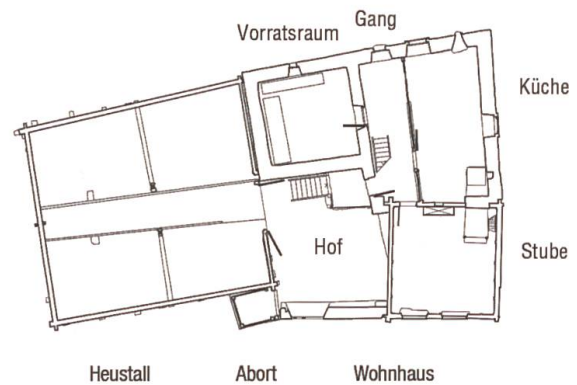 Gang
Vorratsraum
Küche
Hof
Stube
Heustall Abort Wohnhaus